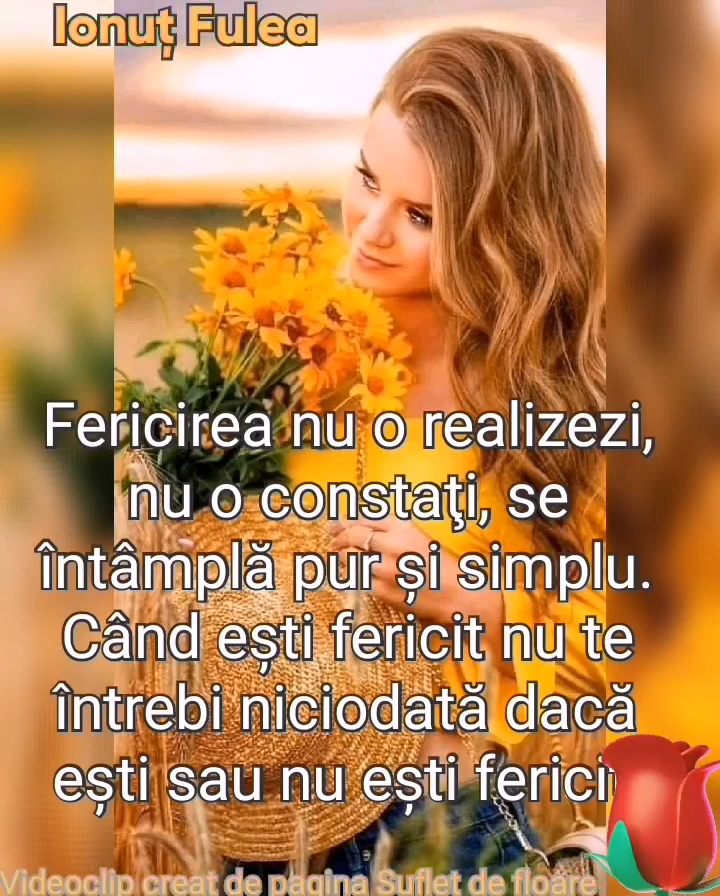 Ionuț Fulea
Fericirea nu o realizezi,
nu o constaţi, se
întâmplă pur și simplu.
Când ești fericit nu te
întrebi niciodată dacă
ești sau nu ești ferici
Videoclip creat de pagina Suflet de floare!